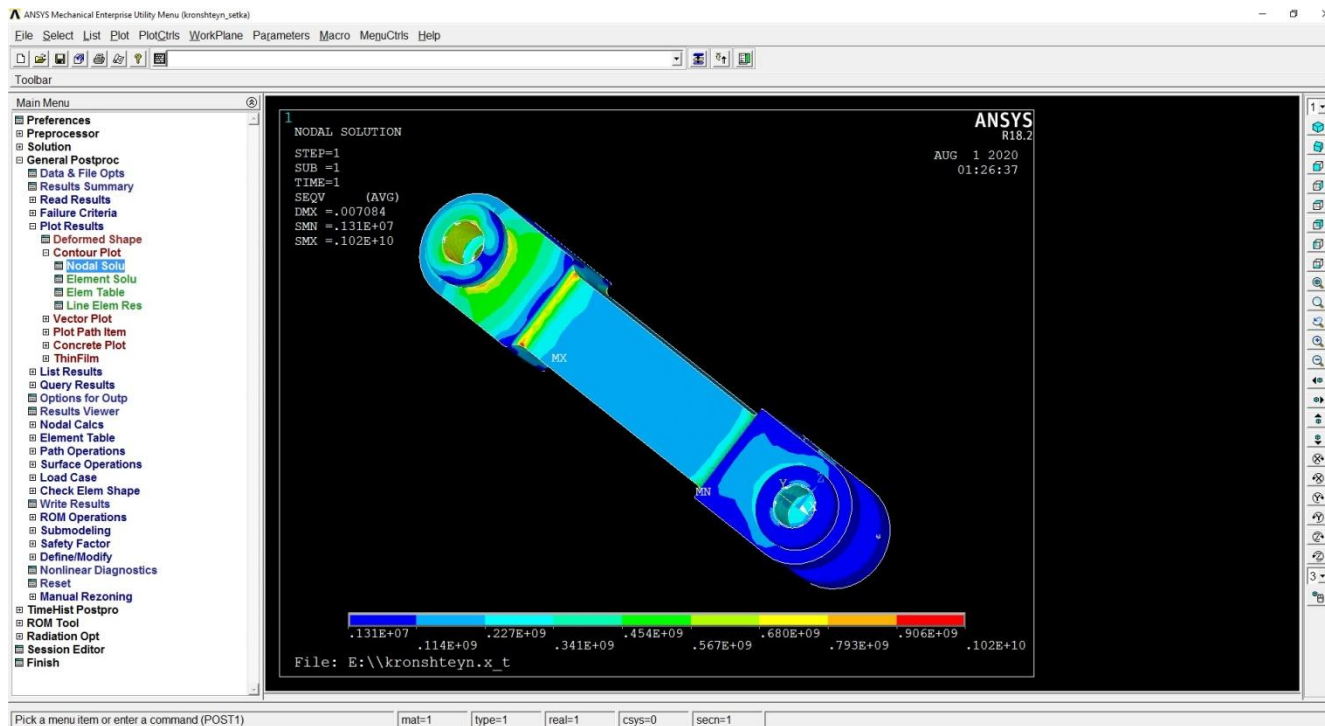 ANSYS Mechanical Enterprise Utility Menu (kronshteyn_setka)
File Select List Plot PlotCtrls WorkPlane Parameters Macro MenuCtrls Help
Toolbar
Main Menu
Preferences
Preprocessor
Solution
General Postproc
Data & File Opts
Results Summary
Read Results
Failure Criteria
Plot Results
Deformed Shape
Contour Plot
Nodal Solu
Element Solu
Elem Table
Line Elem Res
Vector Plot
Plot Path Item
Concrete Plot
ThinFilm
List Results
Query Results
Options for Outp
Results Viewer
Nodal Calcs
Element Table
Path Operations
Surface Operations
Load Case
Check Elem Shape
Write Results
ROM Operations
Submodeling
Safety Factor
Define/Modify
Nonlinear Diagnostics
Reset
Manual Rezoning
TimeHist Postpro
ROM Tool
Radiation Opt
Session Editor
Finish
1
NODAL SOLUTION
STEP=1
SUB =1
TIME=1
SEQV (AVG)
DMX =.007084
SMN =.131E+07
SMX =.102E+10
ANSYS
R18.2
AUG 1 2020
01:26:37
MX
MN
Y
Z
X
.131E+07 .227E+09 .454E+09 .680E+09 .906E+09
.114E+09 .341E+09 .567E+09 .793E+09 .102E+10
File: E:\\kronshteyn.x_t
1
3
Pick a menu item or enter a command (POST1) mat=1 type=1 real=1 csys=0 secn=1